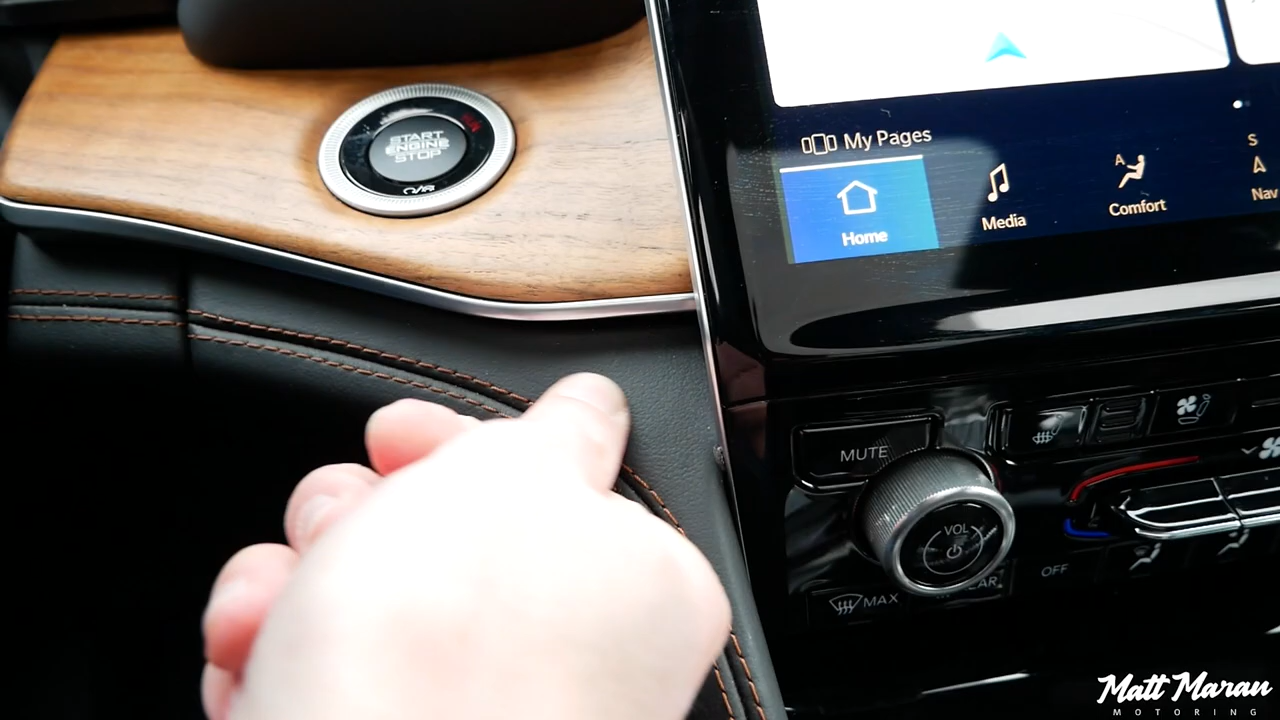 START
ENGINE
STOP
My Pages
Home
Media
A
Comfort
S
Nav
MUTE
VOL
OFF
MAX
Matt Maran
MOTORING